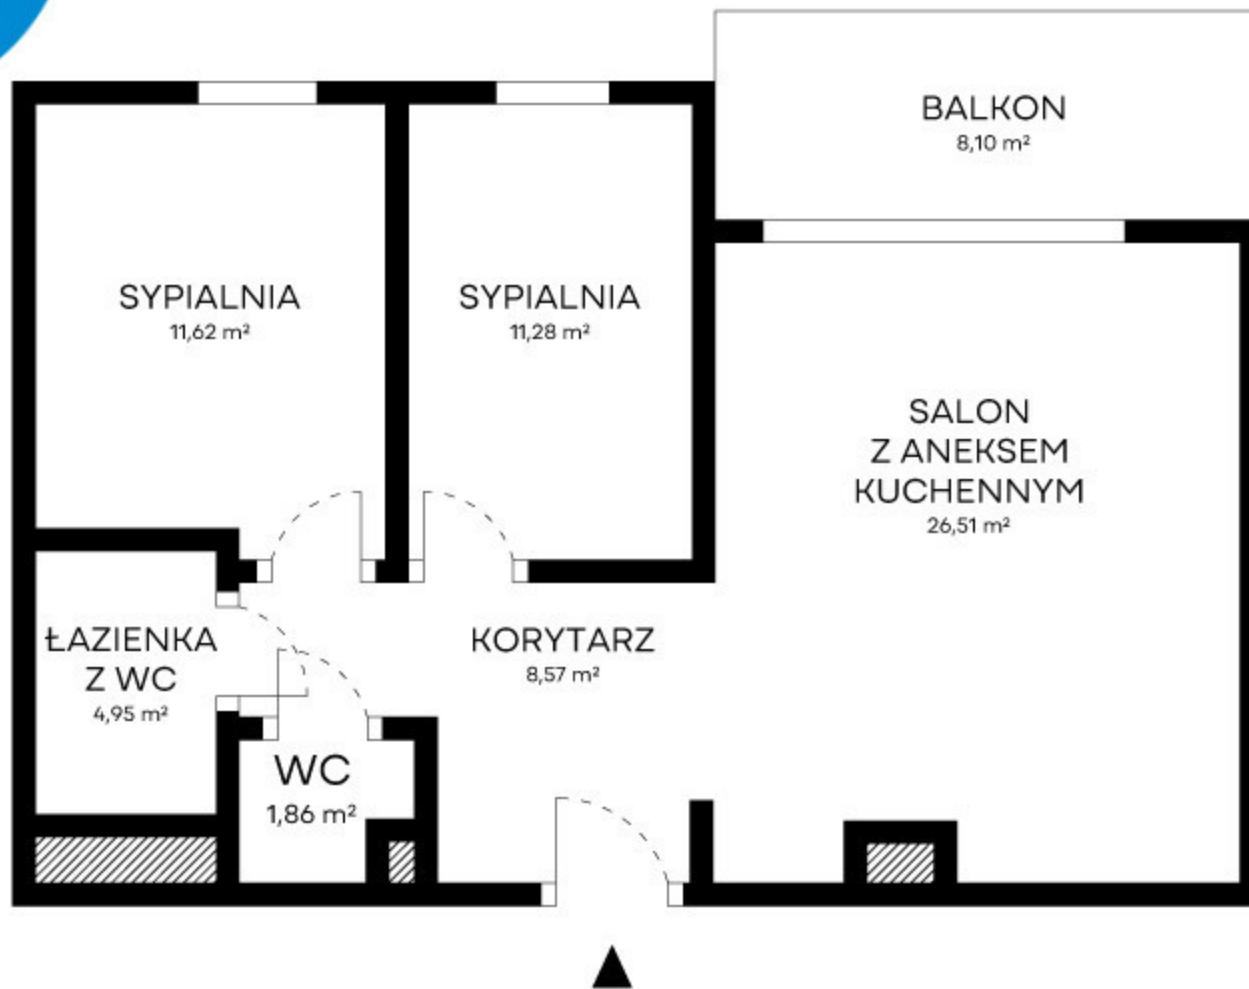 BALKON
8,10 m²
SYPIALNIA
11,62 m²
SYPIALNIA
11,28 m²
SALON
Z ANEKSEM
KUCHENNYM
26,51 m²
ŁAZIENKA
Z WC
4,95 m²
KORYTARZ
8,57 m²
WC
1,86 m²